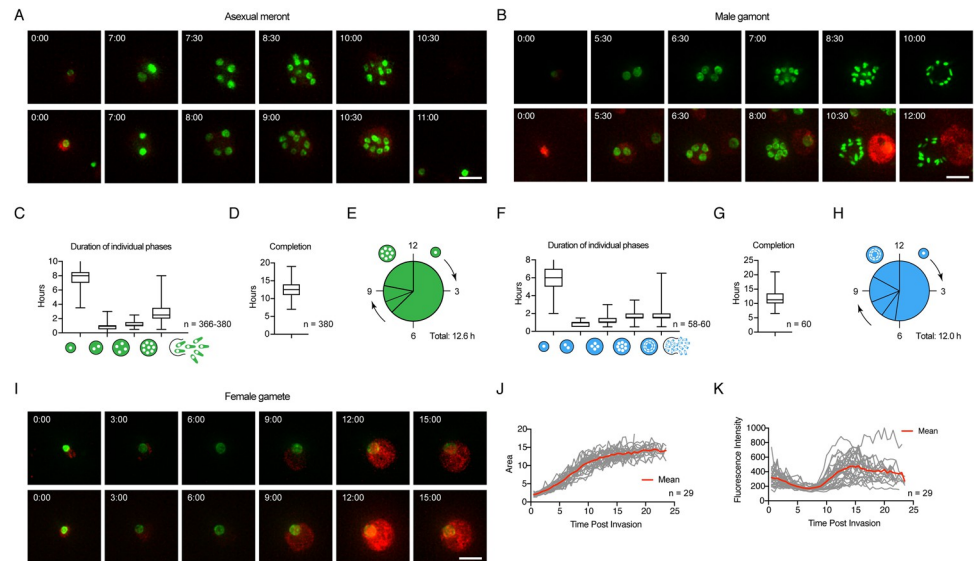 A
Asexual meront
0:00 7:00 7:30 8:30 10:00 10:30
0:00 7:00 8:00 9:00 10:30 11:00
B
Male gamont
0:00 5:30 6:30 7:00 8:30 10:00
0:00 5:30 6:30 8:00 10:30 12:00
C
Duration of individual phases
Hours
10
8
6
4
2
0
n = 366-380
D
Completion
Hours
20
15
10
5
0
n = 380
E
12
3
6
9
Total: 12.6 h
F
Duration of individual phases
Hours
8
6
4
2
0
n = 58-60
G
Completion
Hours
25
20
15
10
5
0
n = 60
H
12
3
6
9
Total: 12.0 h
I
Female gamete
0:00 3:00 6:00 9:00 12:00 15:00
0:00 3:00 6:00 9:00 12:00 15:00
J
Area
20
15
10
5
0
Mean
n = 29
0 5 10 15 20 25
Time Post Invasion
K
Fluorescence Intensity
1000
800
600
400
200
0
Mean
n = 29
0 5 10 15 20 25
Time Post Invasion